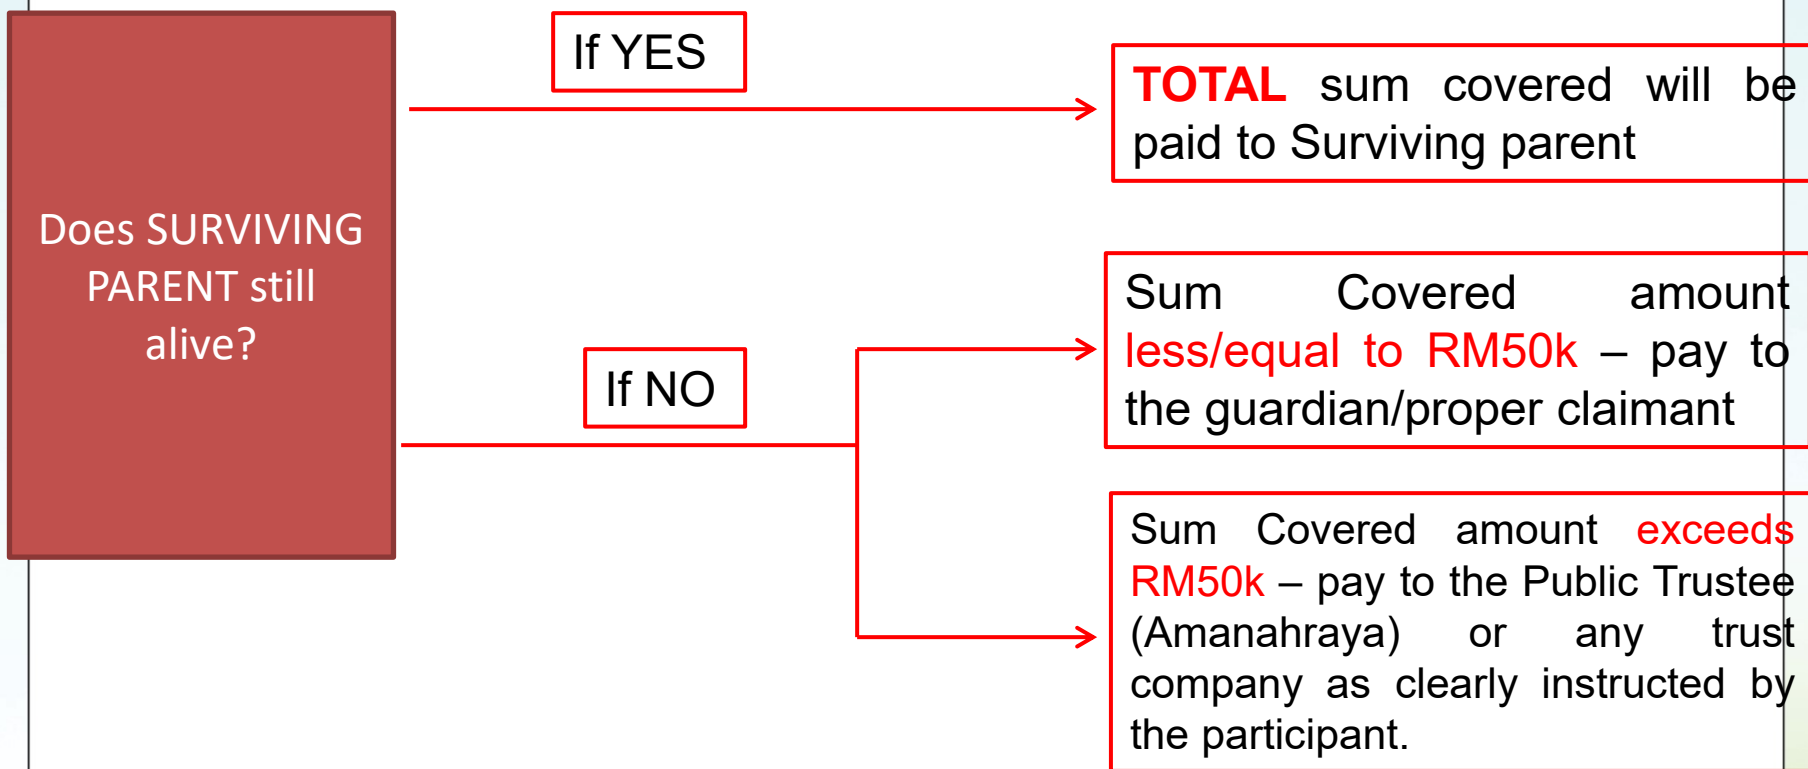 Does SURVIVING
PARENT still
alive?
If YES
TOTAL sum covered will be
paid to Surviving parent
If NO
Sum Covered amount
less/equal to RM50k – pay to
the guardian/proper claimant
Sum Covered amount exceeds
RM50k – pay to the Public Trustee
(Amanahraya) or any trust
company as clearly instructed by
the participant.